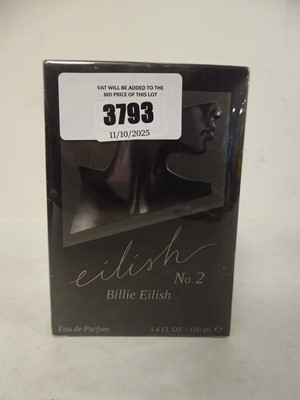 VAT WILL BE ADDED TO THE
BID PRICE OF THIS LOT
3793
11/10/2025
eilish
No. 2
Billie Eilish
Eau de Parfum
3.4 FL.OZ. / 100 mL ℮